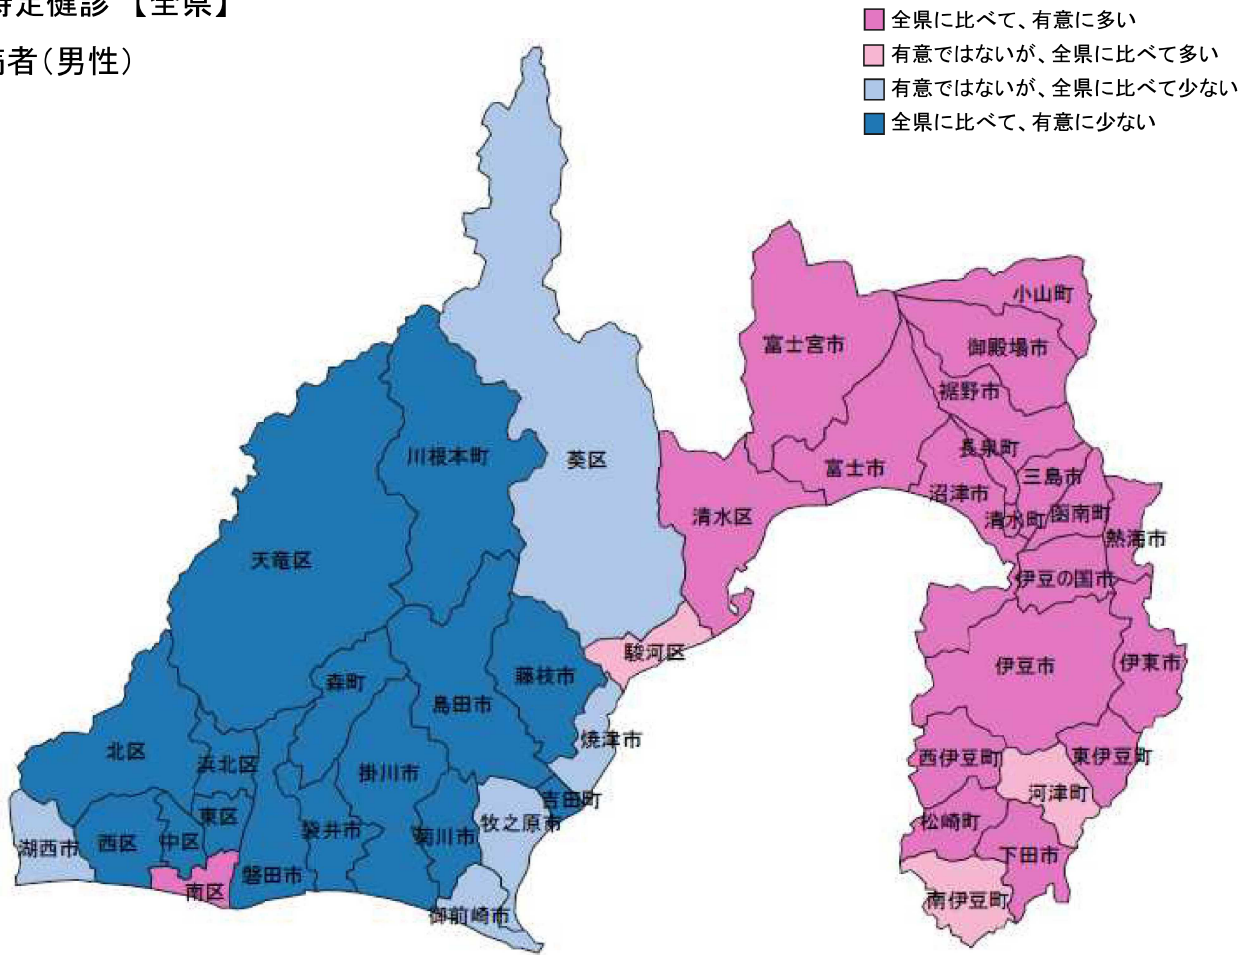 特定健診 【全県】
者(男性)
全県に比べて、有意に多い
有意ではないが、全県に比べて多い
有意ではないが、全県に比べて少ない
全県に比べて、有意に少ない
小山町
富士宮市
御殿場市
裾野市
川根本町
葵区
長泉町
富士市
三島市
沼津市
清水区
清水町
函南町
熱海市
天竜区
伊豆の国市
駿河区
伊豆市
伊東市
藤枝市
森町
島田市
焼津市
北区
浜北区
掛川市
西伊豆町
東伊豆町
河津町
吉田町
東区
牧之原市
松崎町
湖西市
西区
中区
袋井市
菊川市
下田市
南区
磐田市
南伊豆町
御前崎市